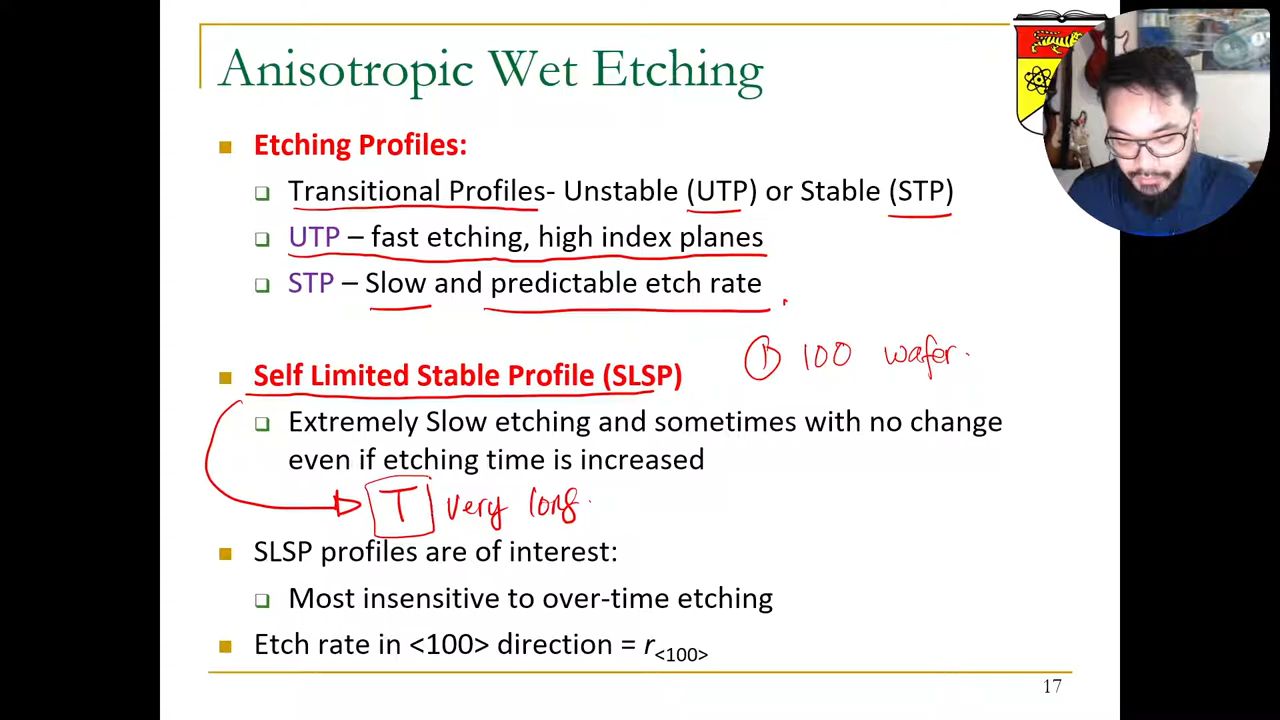 Anisotropic Wet Etching
Etching Profiles:
Transitional Profiles- Unstable (UTP) or Stable (STP)
UTP – fast etching, high index planes
STP – Slow and predictable etch rate
① 100 wafer.
Self Limited Stable Profile (SLSP)
Extremely Slow etching and sometimes with no change
even if etching time is increased
T very long.
SLSP profiles are of interest:
Most insensitive to over-time etching
Etch rate in <100> direction = r<100>
17